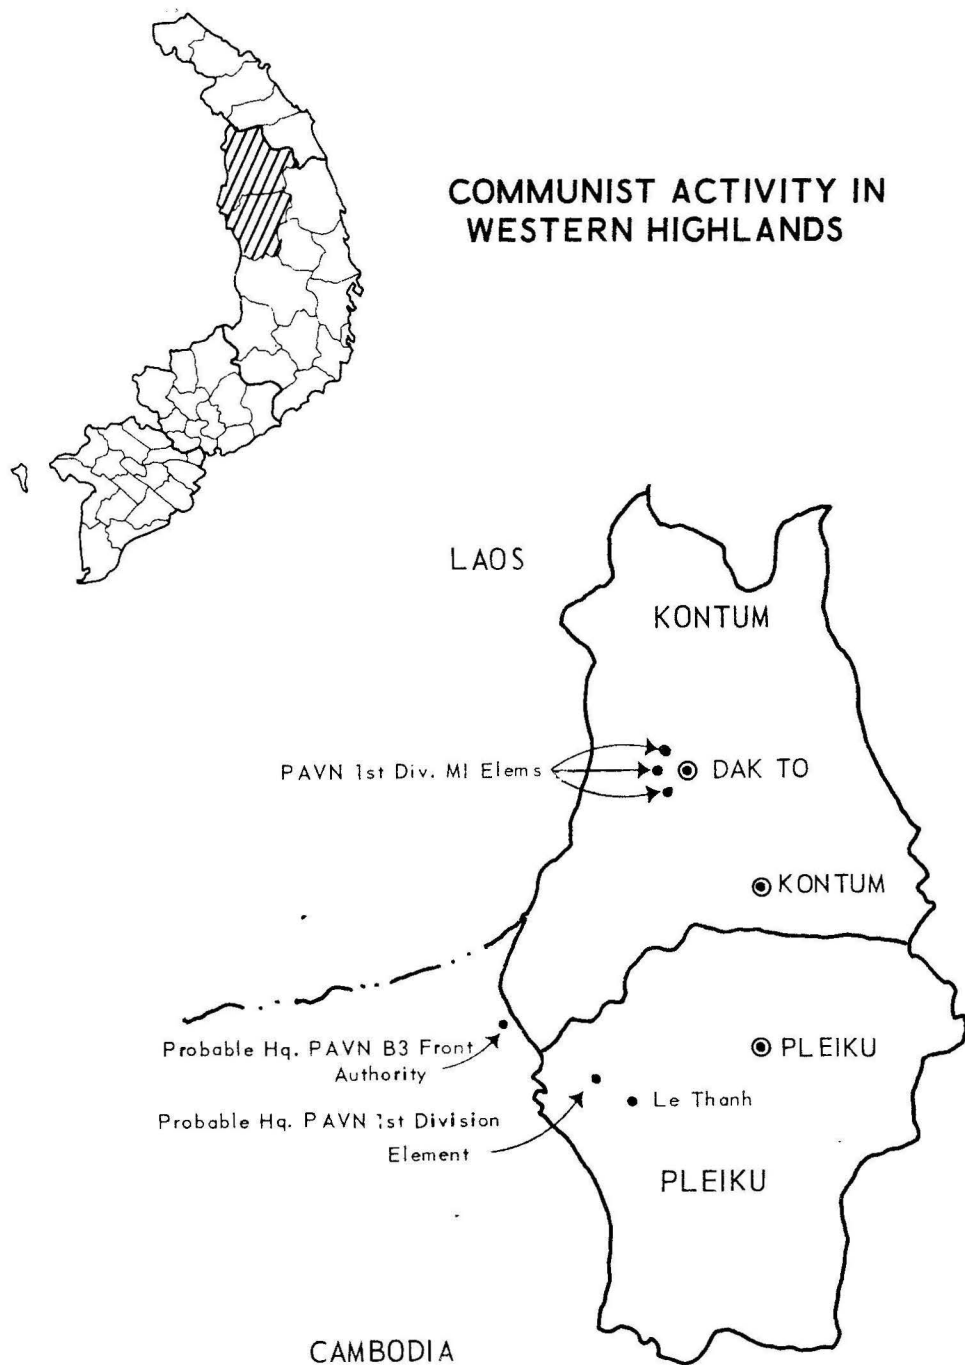 COMMUNIST ACTIVITY IN
WESTERN HIGHLANDS
LAOS
KONTUM
PAVN 1st Div. MI Elems
DAK TO
KONTUM
Probable Hq. PAVN B3 Front
Authority
PLEIKU
Le Thanh
Probable Hq. PAVN 1st Division
Element
PLEIKU
CAMBODIA